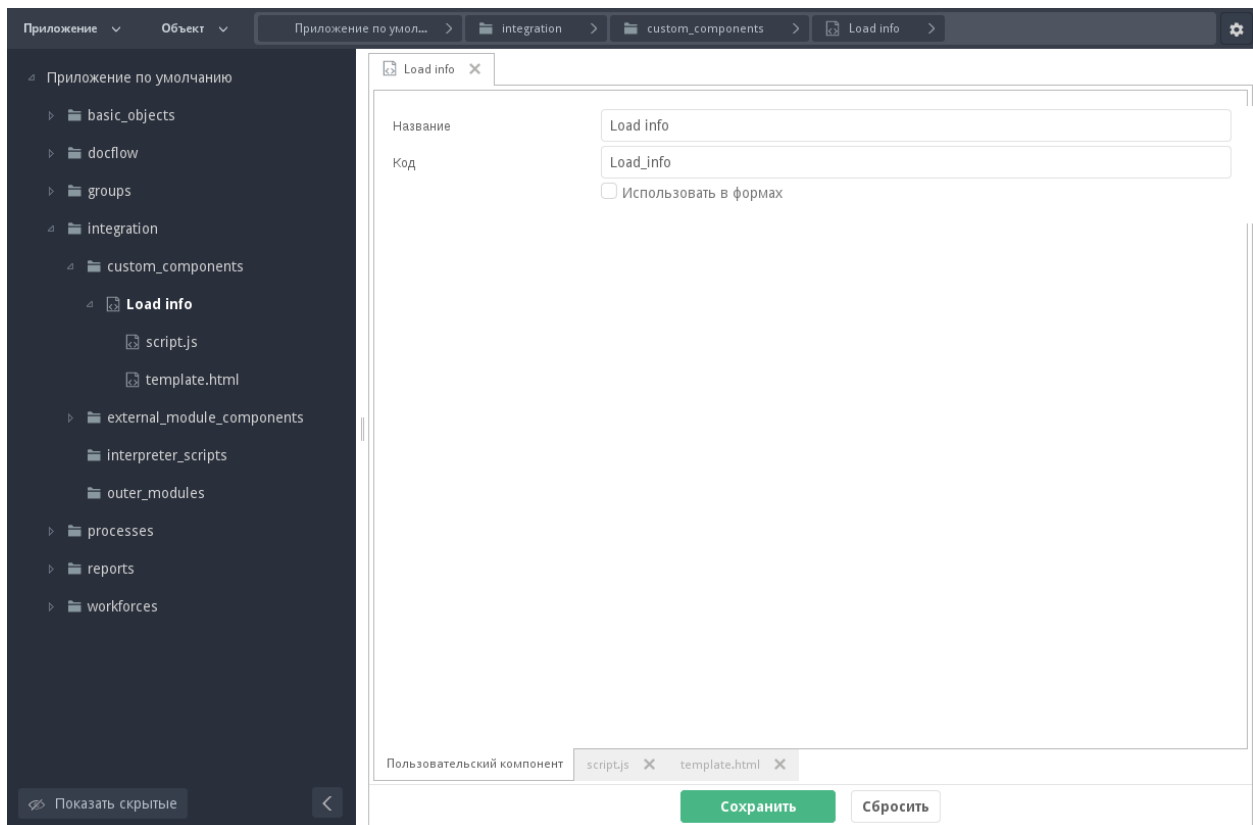 Приложение Объект Приложение по умол... integration custom_components Load info
Приложение по умолчанию
basic_objects
docflow
groups
integration
custom_components
Load info
script.js
template.html
external_module_components
interpreter_scripts
outer_modules
processes
reports
workforces
Показать скрытые
Load info
Название Load info
Код Load_info
Использовать в формах
Пользовательский компонент script.js template.html
Сохранить Сбросить